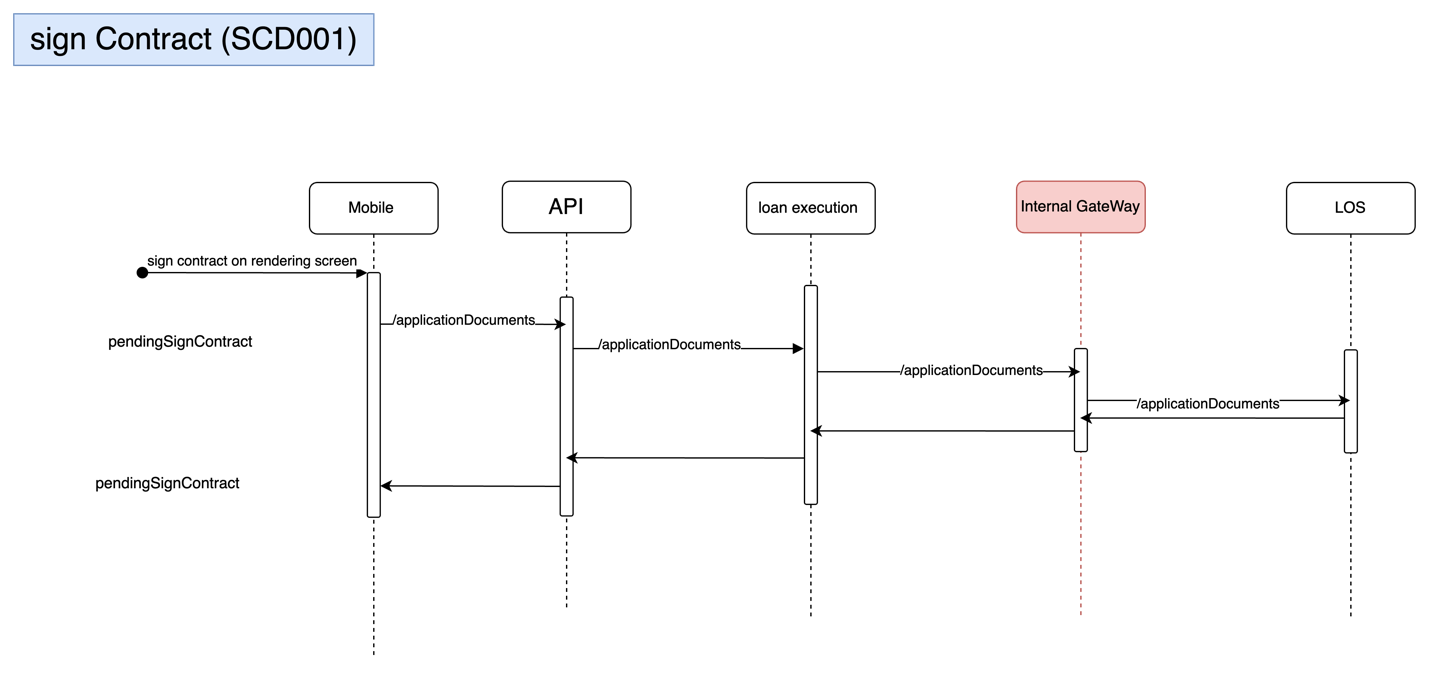 sign Contract (SCD001)
Mobile
API
loan execution
Internal GateWay
LOS
sign contract on rendering screen
/applicationDocuments
pendingSignContract
/applicationDocuments
/applicationDocuments
/applicationDocuments
pendingSignContract